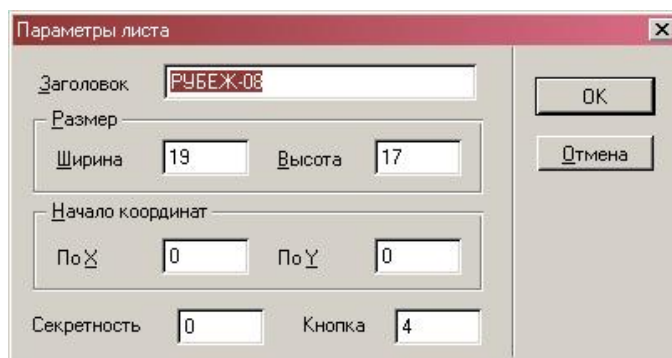 Параметры листа
Заголовок РУБЕЖ-08
OK
Размер
Ширина 19 Высота 17
Отмена
Начало координат
По X 0 По Y 0
Секретность 0 Кнопка 4